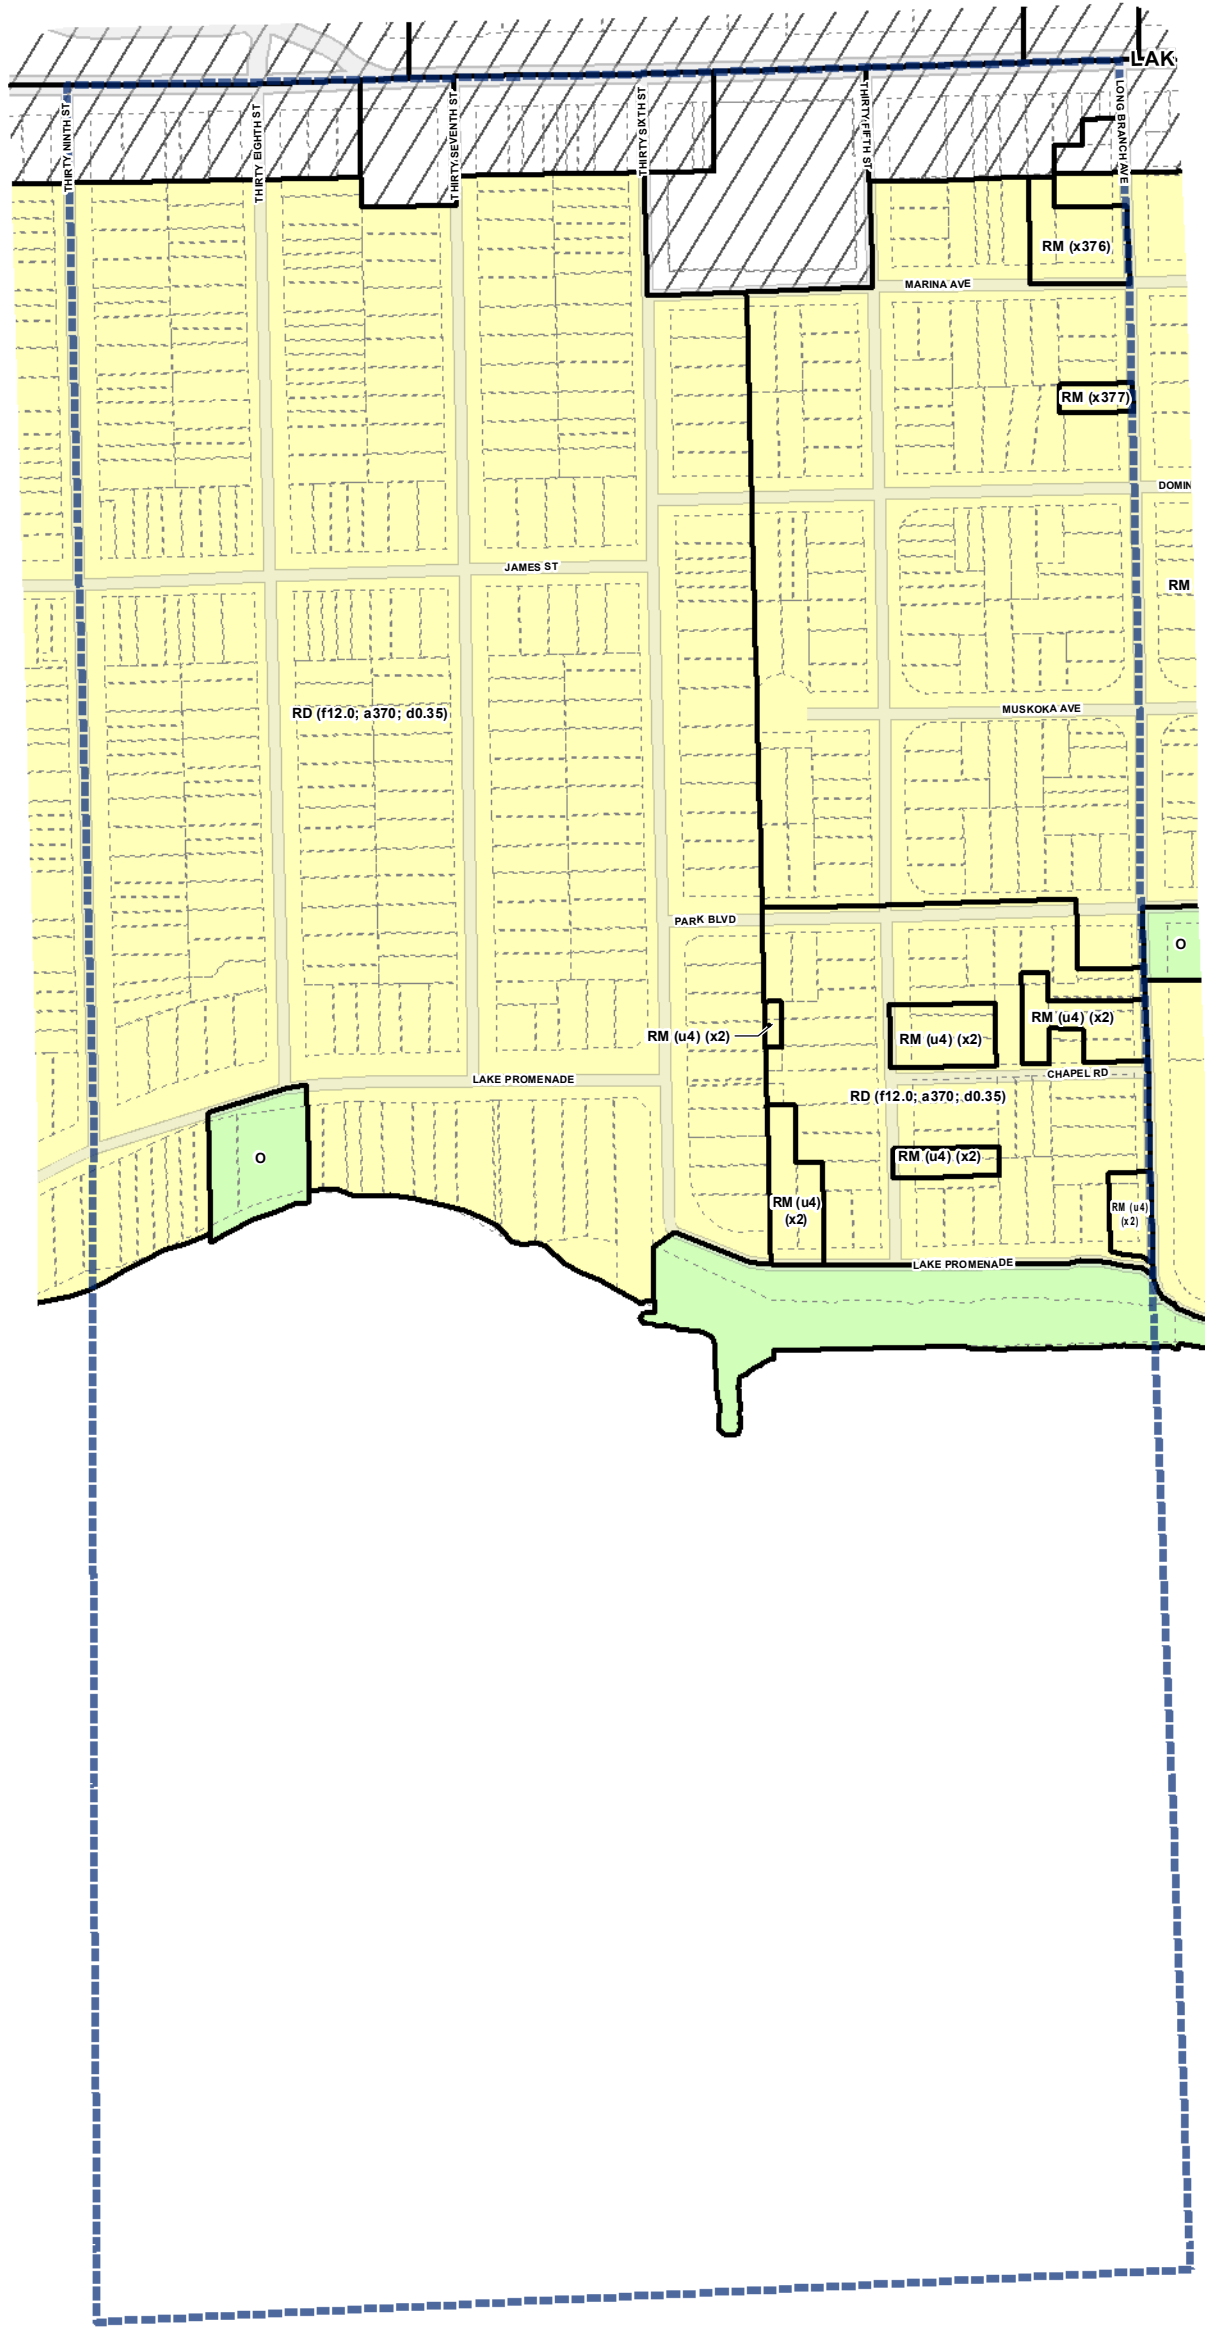 LAK
THIRTY NINTH ST
THIRTY EIGHTH ST
THIRTY SEVENTH ST
THIRTY SIXTH ST
THIRTY FIFTH ST
LONG BRANCH AVE
RM (x376)
MARINA AVE
RM (x377)
DOMIN
JAMES ST
RM
MUSKOKA AVE
RD (f12.0; a370; d0.35)
PARK BLVD
O
RM (u4) (x2)
RM (u4) (x2)
RM (u4) (x2)
CHAPEL RD
LAKE PROMENADE
RD (f12.0; a370; d0.35)
O
RM (u4) (x2)
RM (u4)
(x2)
RM (u4)
(x2)
LAKE PROMENADE